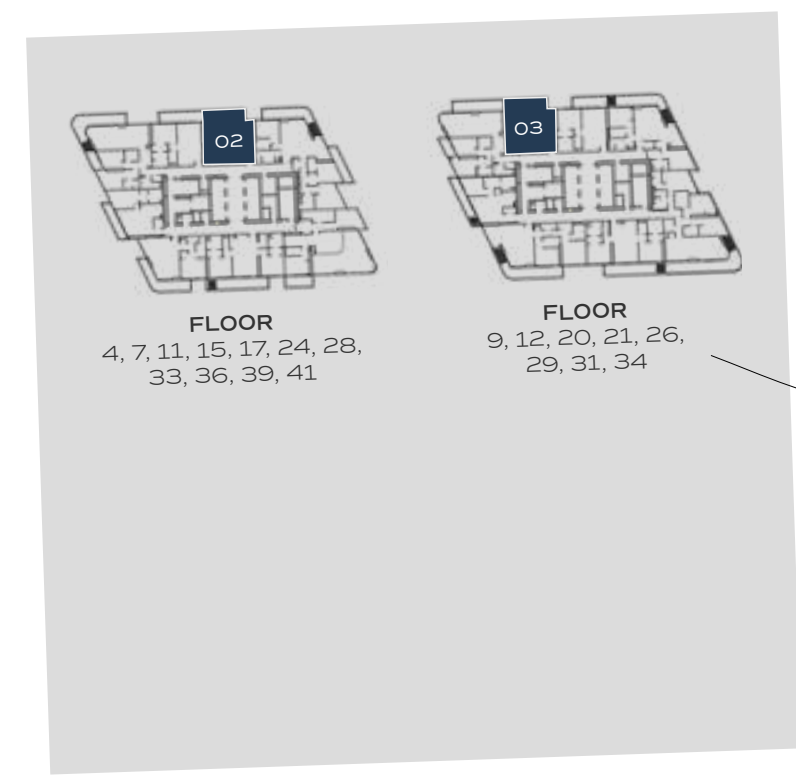 02
FLOOR
4, 7, 11, 15, 17, 24, 28,
33, 36, 39, 41
03
FLOOR
9, 12, 20, 21, 26,
29, 31, 34